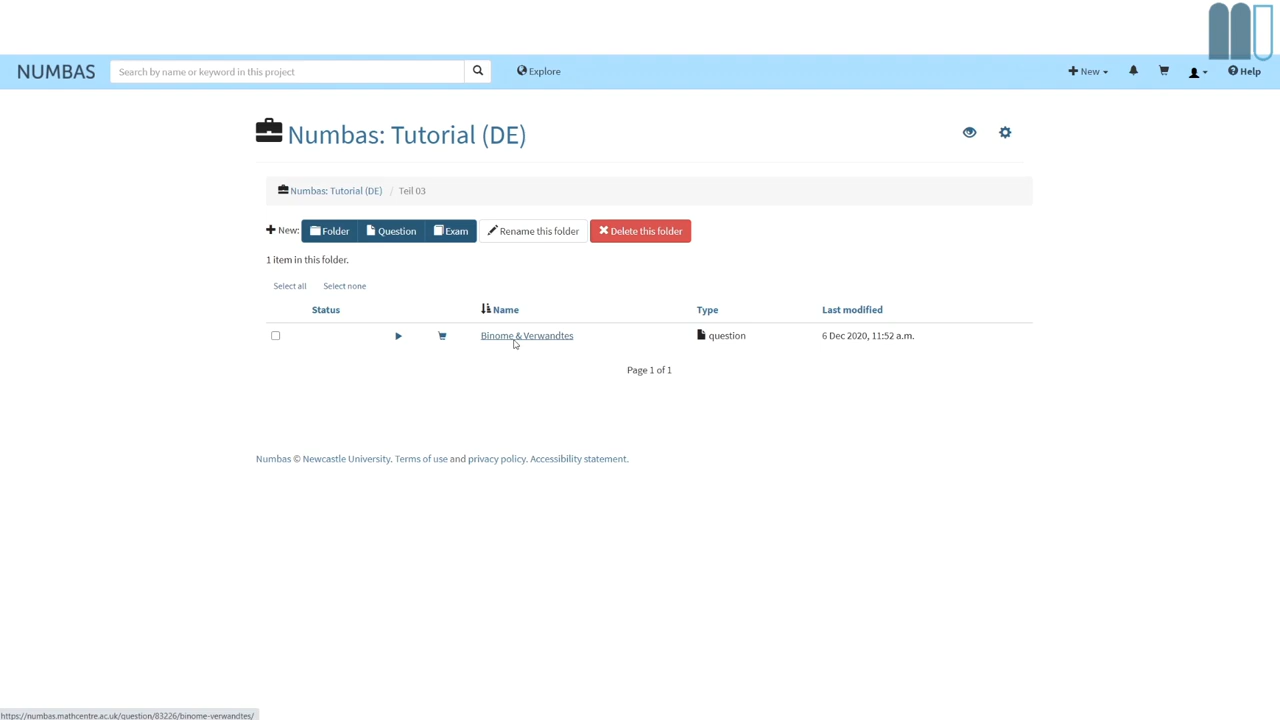 NUMBAS Search by name or keyword in this project Explore New Help
Numbas: Tutorial (DE)
Numbas: Tutorial (DE) / Teil 03
New: Folder Question Exam Rename this folder Delete this folder
1 item in this folder.
Select all Select none
Status Name Type Last modified
Binome & Verwandtes question 6 Dec 2020, 11:52 a.m.
Page 1 of 1
Numbas © Newcastle University. Terms of use and privacy policy. Accessibility statement.
https://numbas.mathcentre.ac.uk/question/83226/binome-verwandtes/